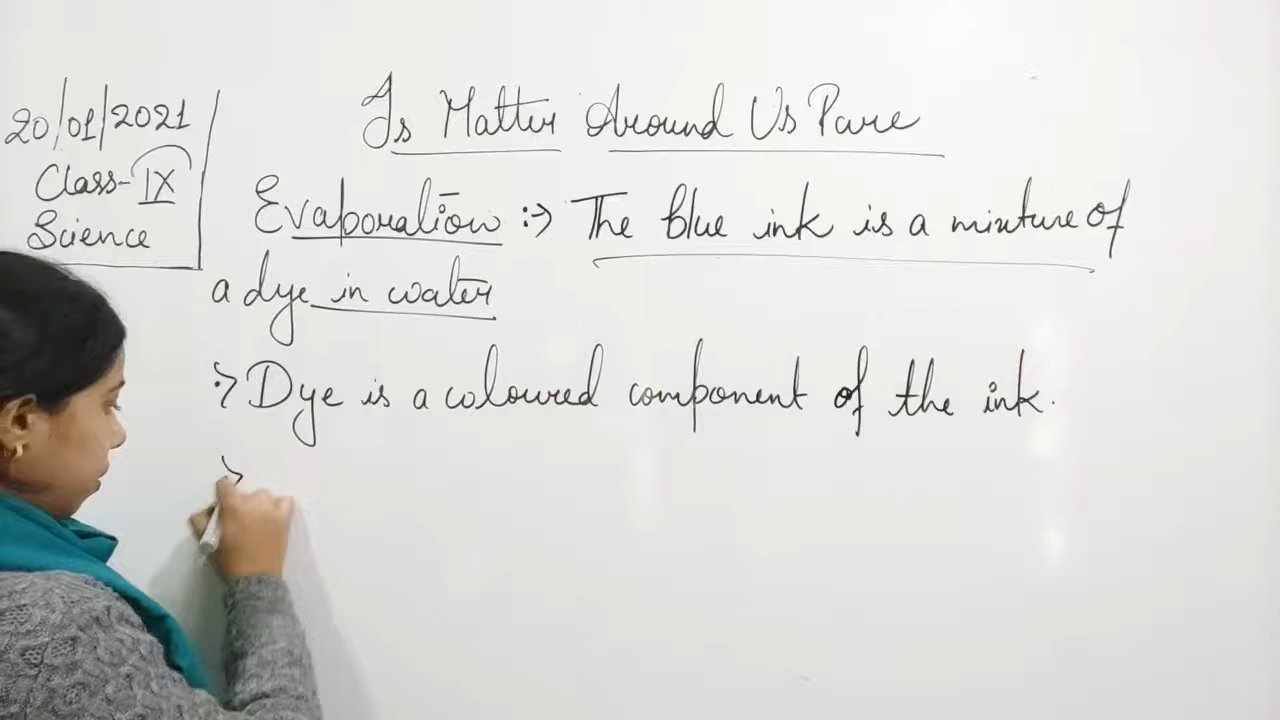 20/01/2021
Class-IX
Science
Is Matter Around Us Pure
Evaporation :→ The blue ink is a mixture of
a dye in water
:→ Dye is a coloured component of the ink.